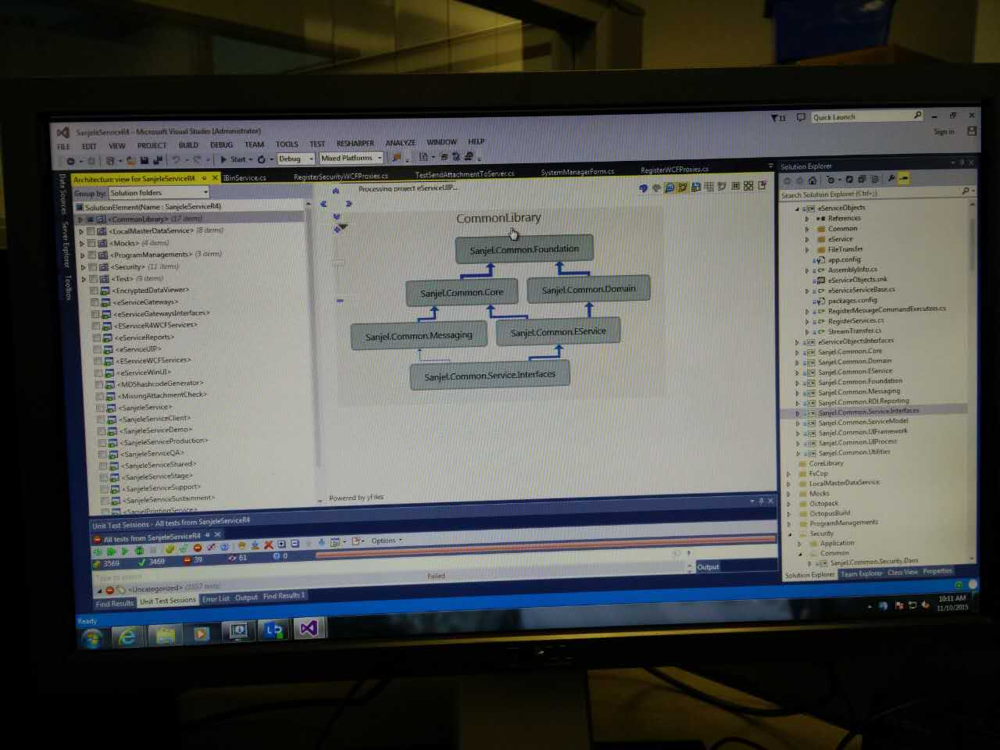 SanjeleServiceR4 – Microsoft Visual Studio (Administrator)
11
Quick Launch
FILE EDIT VIEW PROJECT BUILD DEBUG TEAM TOOLS TEST RESHARPER ANALYZE WINDOW HELP
Sign in
Start Debug Mixed Platforms
Architecture view for SanjeleServiceR4
IBinService.cs
RegisterSecurityWCFProxies.cs
TestSendAttachmentToServer.cs
SystemManagerForm.cs
RegisterWCFProxies.cs
Data Sources
Server Explorer
Toolbox
Group by: Solution folders
SolutionElement(Name : SanjeleServiceR4)
<CommonLibrary> (17 items)
<LocalMasterDataService> (8 items)
<Mocks> (4 items)
<ProgramManagements> (3 items)
<Security> (11 items)
<Test> (9 items)
<EncryptedDataViewer>
<eServiceGateways>
<eServiceGatewaysInterfaces>
<EServiceR4WCFServices>
<eServiceReports>
<eServiceUIP>
<EServiceWCFServices>
<eServiceWinUI>
<MD5hashcodeGenerator>
<MissingAttachmentCheck>
<SanjeleService>
<SanjeleServiceClient>
<SanjeleServiceDemo>
<SanjeleServiceProduction>
<SanjeleServiceQA>
<SanjeleServiceShared>
<SanjeleServiceStage>
<SanjeleServiceSupport>
<SanjeleServiceSustainment>
<SanjelPrintingService>
Processing project eServiceUIP...
CommonLibrary
Sanjel.Common.Foundation
Sanjel.Common.Core
Sanjel.Common.Domain
Sanjel.Common.Messaging
Sanjel.Common.EService
Sanjel.Common.Service.Interfaces
Powered by yFiles
Solution Explorer
Search Solution Explorer (Ctrl+;)
eServiceObjects
References
Common
eService
FileTransfer
app.config
AssemblyInfo.cs
eServiceObjects.snk
eServiceServiceBase.cs
packages.config
RegisterMessageCommandExecutors.cs
RegisterServices.cs
StreamTransfer.cs
eServiceObjectsInterfaces
Sanjel.Common.Core
Sanjel.Common.Domain
Sanjel.Common.EService
Sanjel.Common.Foundation
Sanjel.Common.Messaging
Sanjel.Common.RDLReporting
Sanjel.Common.Service.Interfaces
Sanjel.Common.ServiceModel
Sanjel.Common.UIFramework
Sanjel.Common.UIProcess
Sanjel.Common.Utilities
CoreLibrary
FxCop
LocalMasterDataService
Mocks
Octopack
OctopusBuild
ProgramManagements
Security
Application
Common
Sanjel.Common.Security.Daos
Solution Explorer Team Explorer Class View Properties
Unit Test Sessions - All tests from SanjeleServiceR4
All tests from SanjeleServiceR4
Options
3569 3469 39 61 0
Type to search
Failed
Output
<Uncategorized> (3557 tests)
Find Results Unit Test Sessions Error List Output Find Results 1
Ready
10:11 AM
11/10/2015